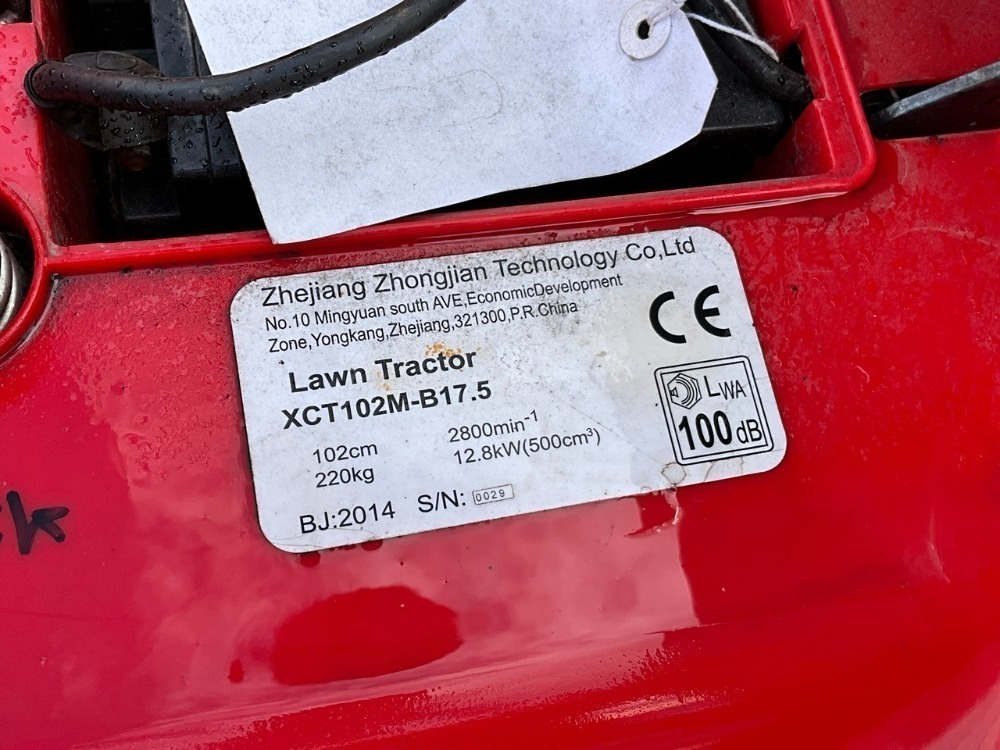 Zhejiang Zhongjian Technology Co,Ltd
No.10 Mingyuan south AVE,EconomicDevelopment
Zone,Yongkang,Zhejiang,321300,P.R.China
CE
Lawn Tractor
XCT102M-B17.5
102cm 2800min⁻¹
220kg 12.8kW(500cm³)
LWA
100 dB
BJ:2014 S/N: 0029